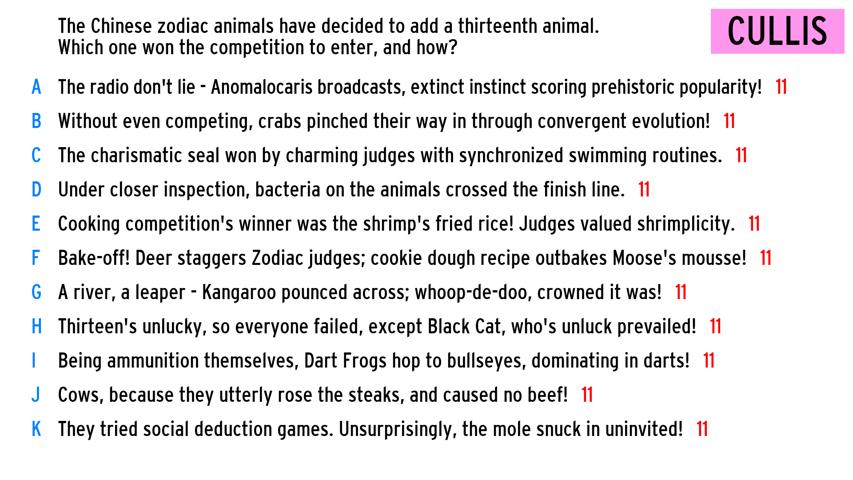 The Chinese zodiac animals have decided to add a thirteenth animal.
Which one won the competition to enter, and how?
CULLIS
A The radio don't lie - Anomalocaris broadcasts, extinct instinct scoring prehistoric popularity! 11
B Without even competing, crabs pinched their way in through convergent evolution! 11
C The charismatic seal won by charming judges with synchronized swimming routines. 11
D Under closer inspection, bacteria on the animals crossed the finish line. 11
E Cooking competition's winner was the shrimp's fried rice! Judges valued shrimplicity. 11
F Bake-off! Deer staggers Zodiac judges; cookie dough recipe outbakes Moose's mousse! 11
G A river, a leaper - Kangaroo pounced across; whoop-de-doo, crowned it was! 11
H Thirteen's unlucky, so everyone failed, except Black Cat, who's unluck prevailed! 11
I Being ammunition themselves, Dart Frogs hop to bullseyes, dominating in darts! 11
J Cows, because they utterly rose the steaks, and caused no beef! 11
K They tried social deduction games. Unsurprisingly, the mole snuck in uninvited! 11